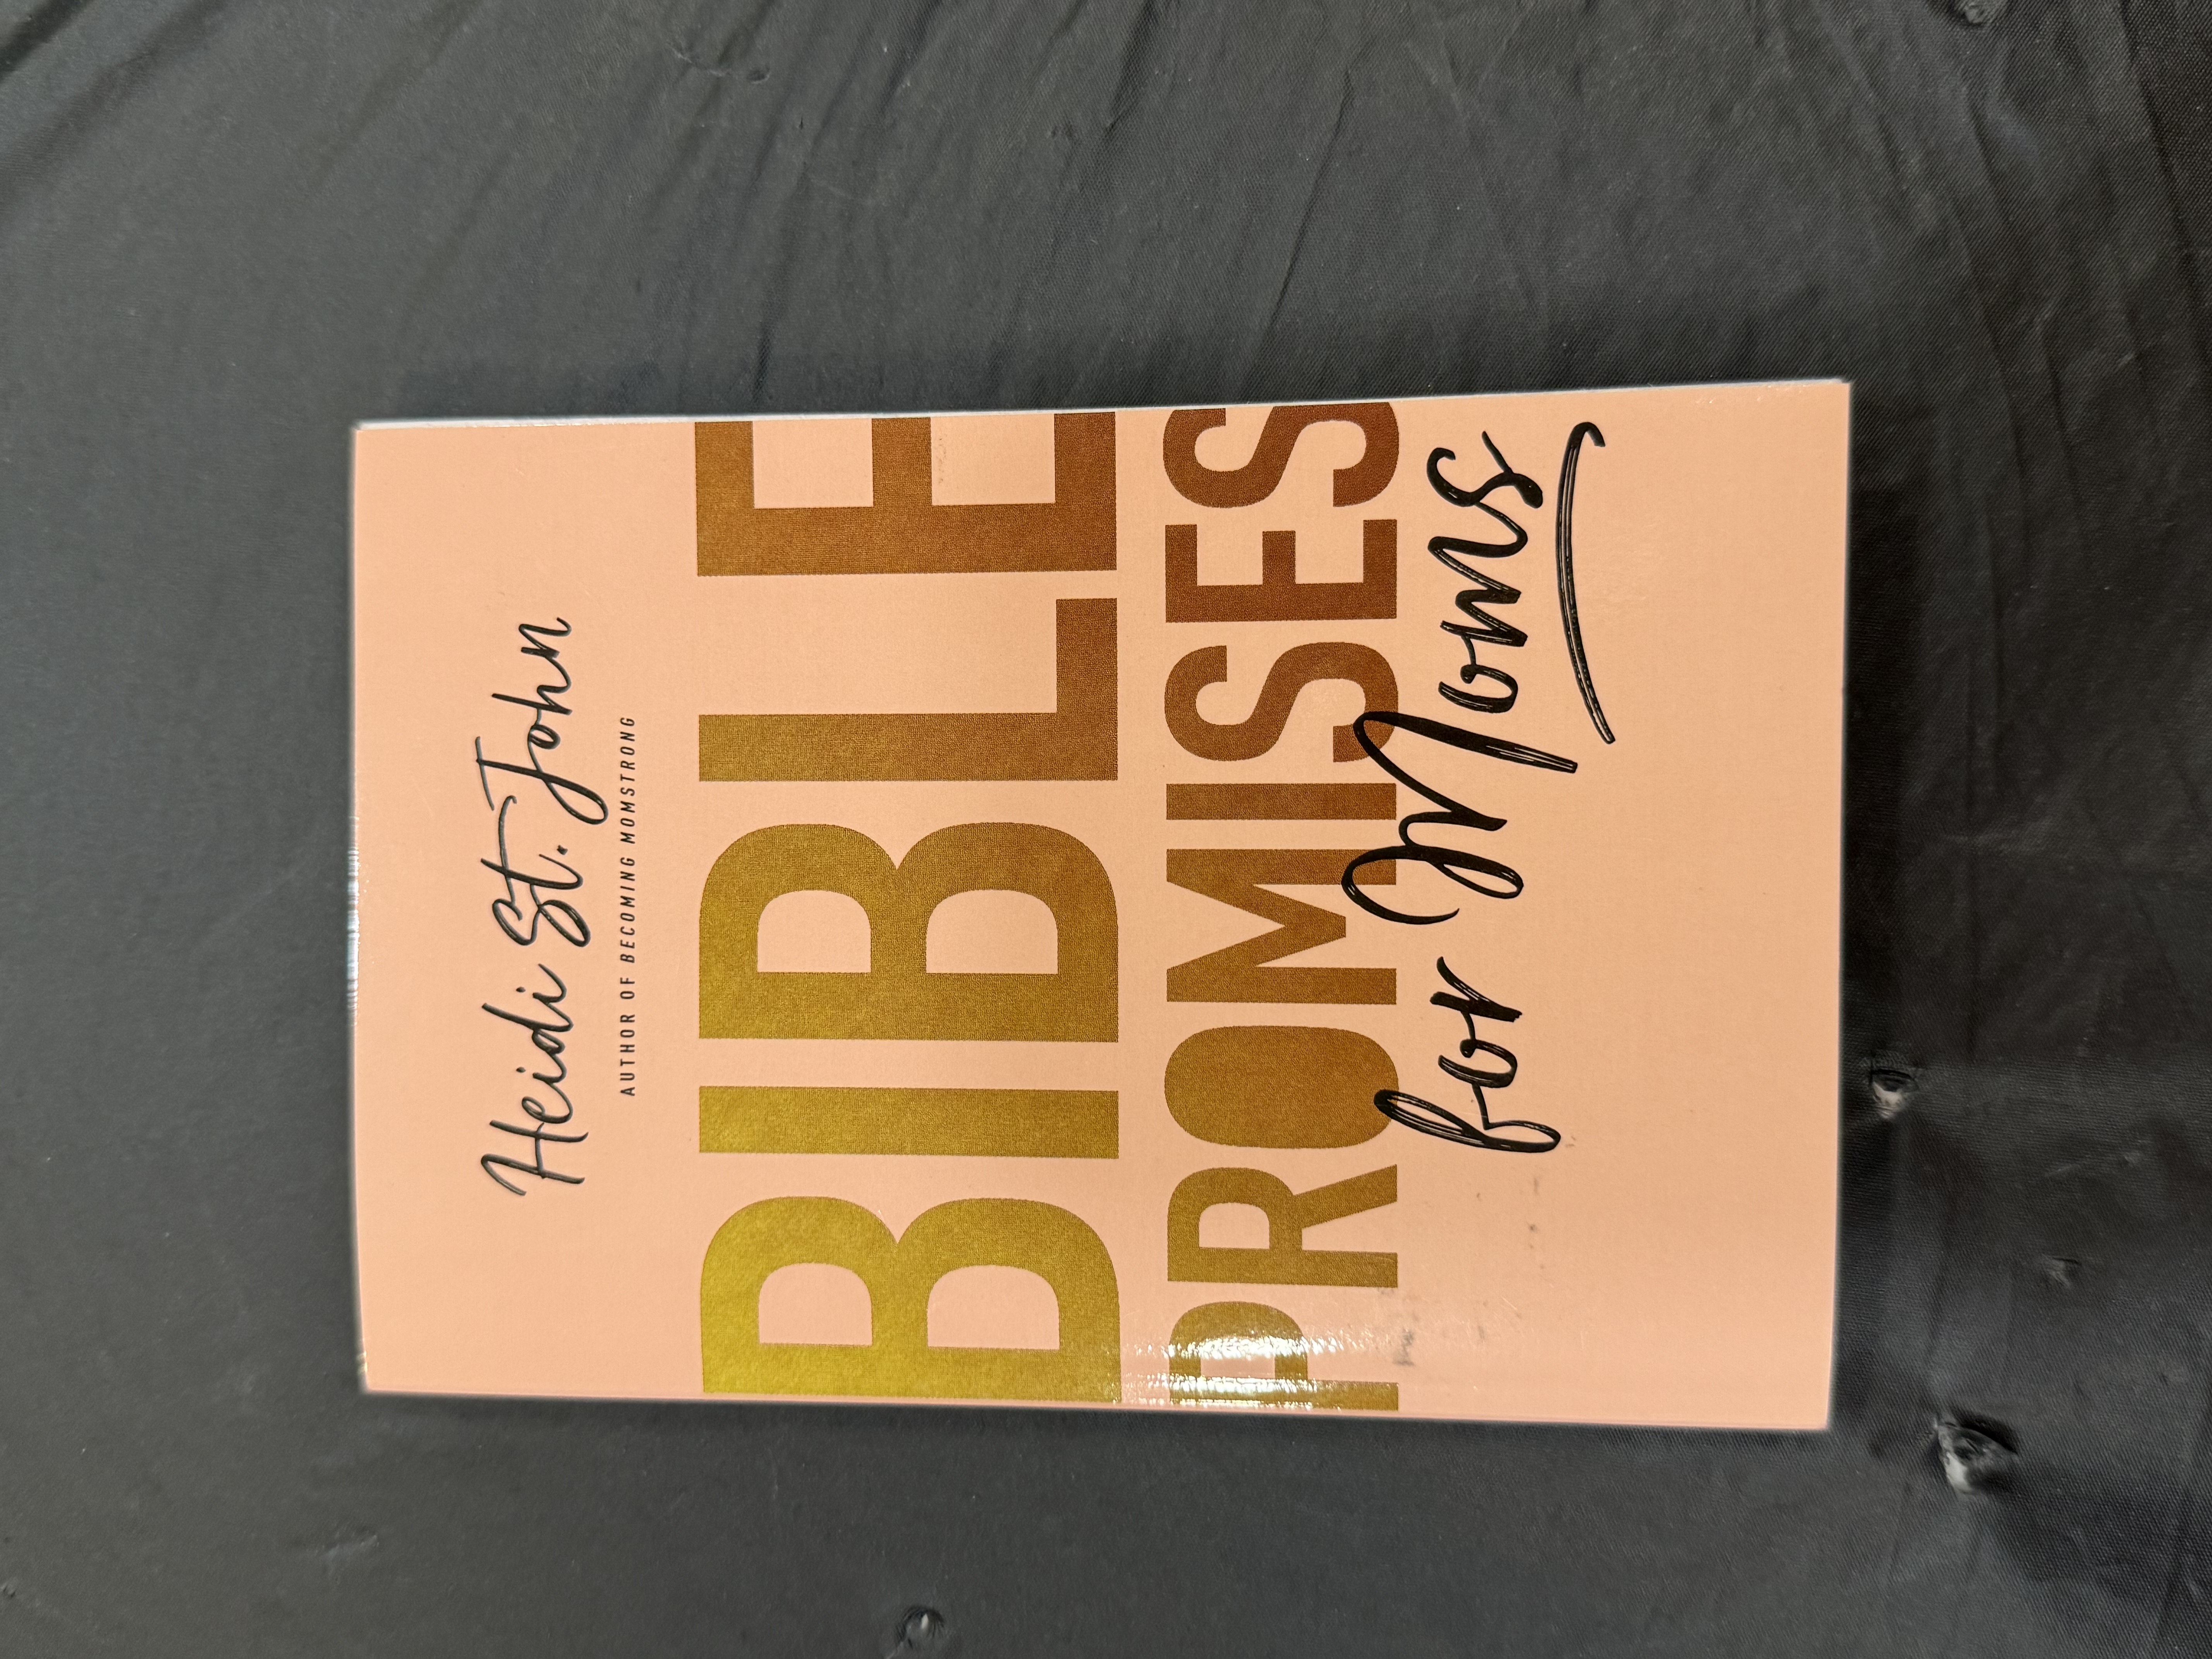 Heidi St. John
AUTHOR OF BECOMING MOMSTRONG
BIBLE
PROMISES
for Moms